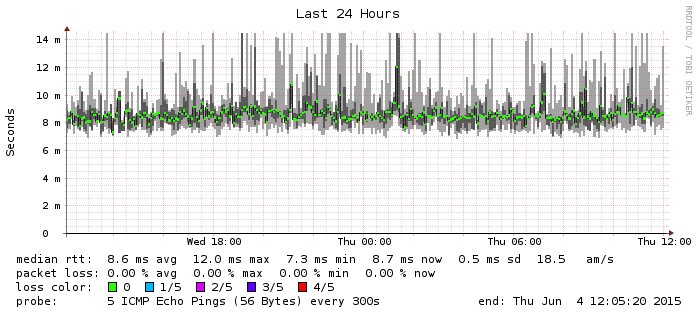 Last 24 Hours
RRDTOOL / TOBI OETIKER
Seconds
14 m
12 m
10 m
8 m
6 m
4 m
2 m
0
Wed 18:00 Thu 00:00 Thu 06:00 Thu 12:00
median rtt: 8.6 ms avg 12.0 ms max 7.3 ms min 8.7 ms now 0.5 ms sd 18.5 am/s
packet loss: 0.00 % avg 0.00 % max 0.00 % min 0.00 % now
loss color: 0 1/5 2/5 3/5 4/5
probe: 5 ICMP Echo Pings (56 Bytes) every 300s end: Thu Jun 4 12:05:20 2015